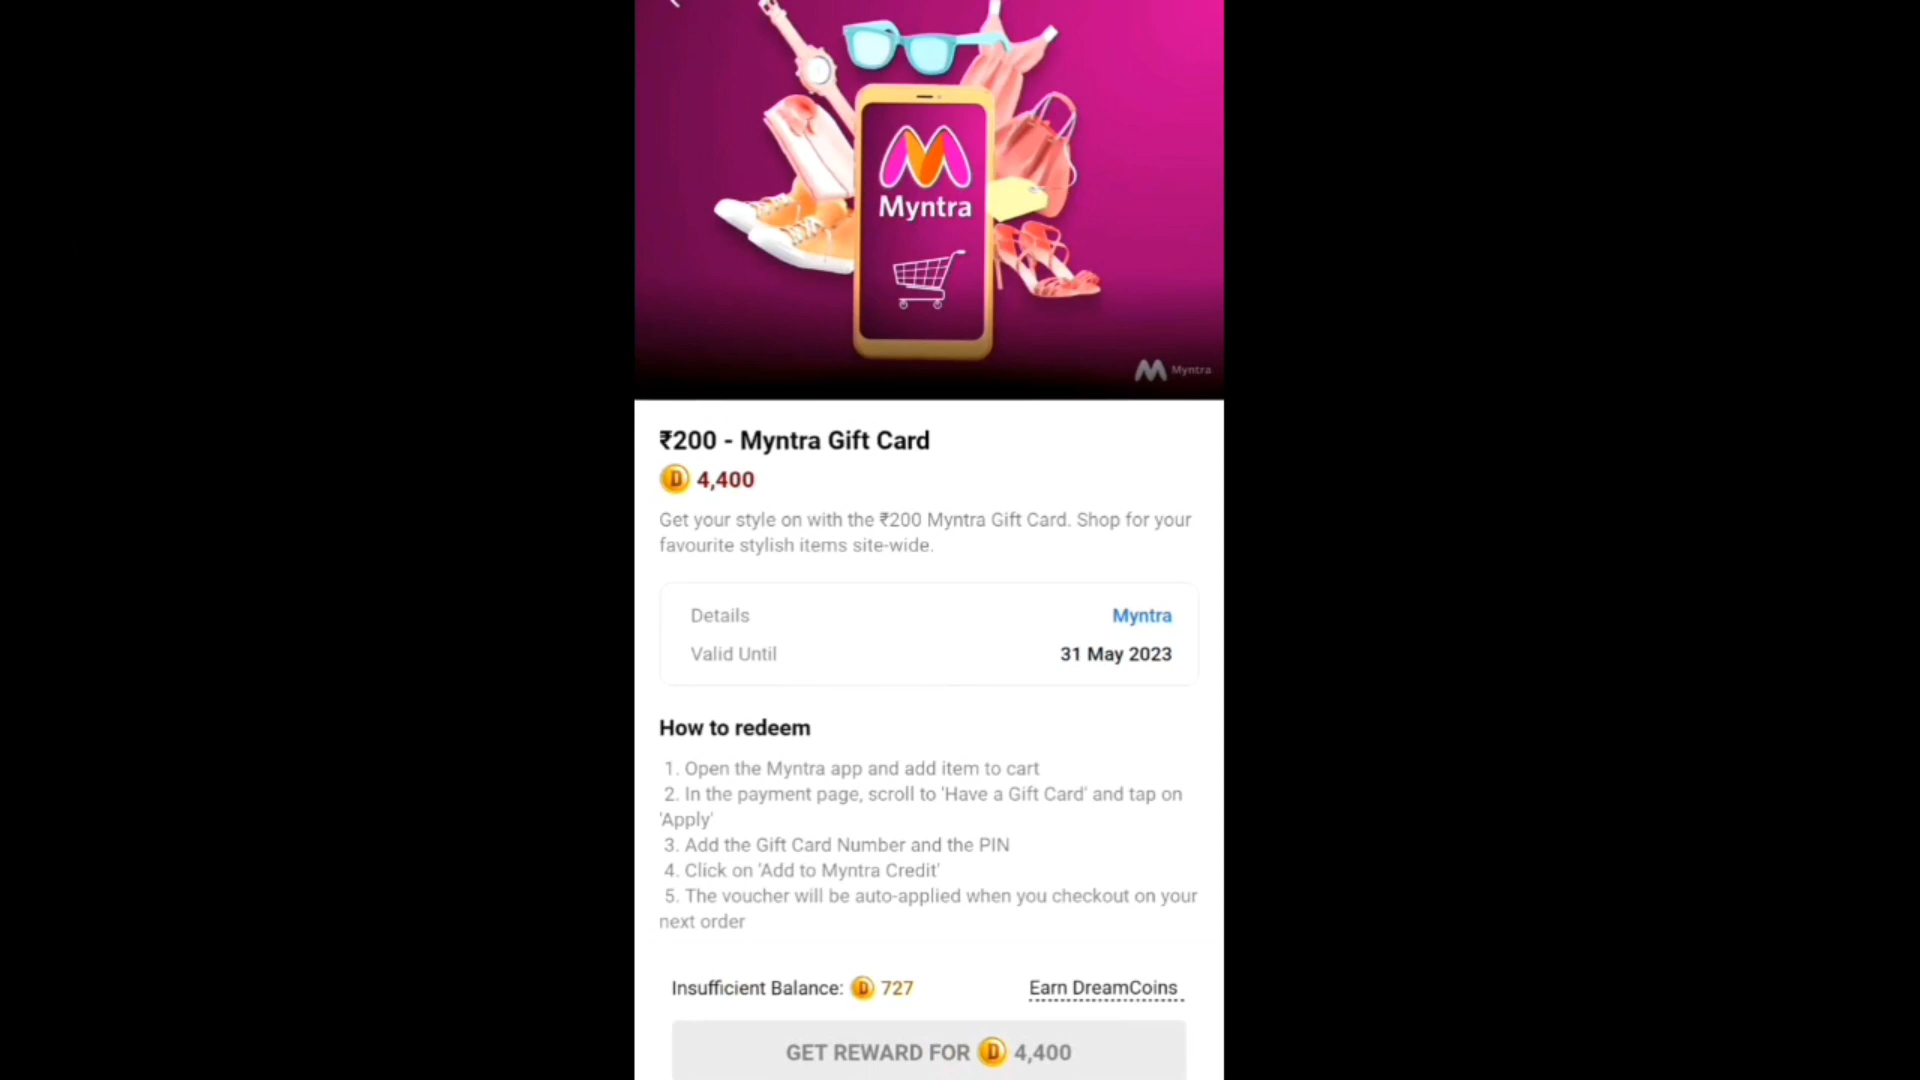 Myntra
Myntra
₹200 - Myntra Gift Card
D 4,400
Get your style on with the ₹200 Myntra Gift Card. Shop for your
favourite stylish items site-wide.
Details Myntra
Valid Until 31 May 2023
How to redeem
1. Open the Myntra app and add item to cart
2. In the payment page, scroll to 'Have a Gift Card' and tap on
'Apply'
3. Add the Gift Card Number and the PIN
4. Click on 'Add to Myntra Credit'
5. The voucher will be auto-applied when you checkout on your
next order
Insufficient Balance: D 727 Earn DreamCoins
GET REWARD FOR D 4,400